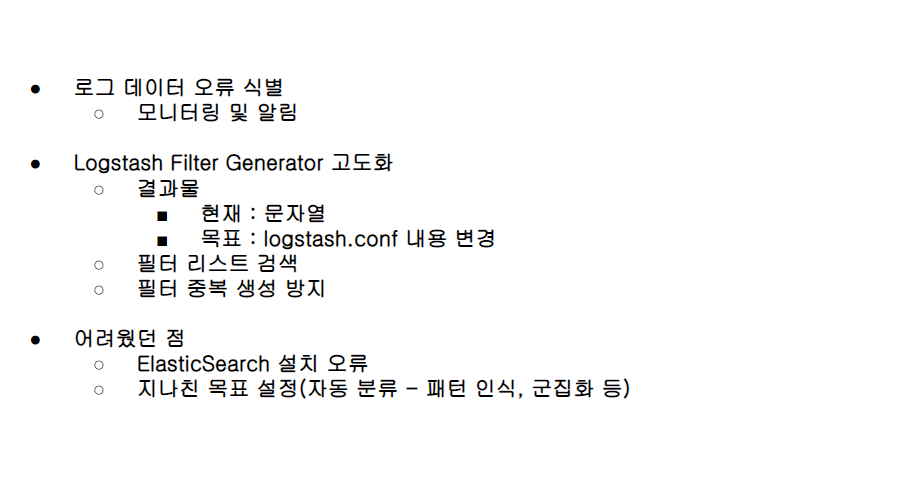 ● 로그 데이터 오류 식별
○ 모니터링 및 알림
● Logstash Filter Generator 고도화
○ 결과물
■ 현재 : 문자열
■ 목표 : logstash.conf 내용 변경
○ 필터 리스트 검색
○ 필터 중복 생성 방지
● 어려웠던 점
○ ElasticSearch 설치 오류
○ 지나친 목표 설정(자동 분류 – 패턴 인식, 군집화 등)